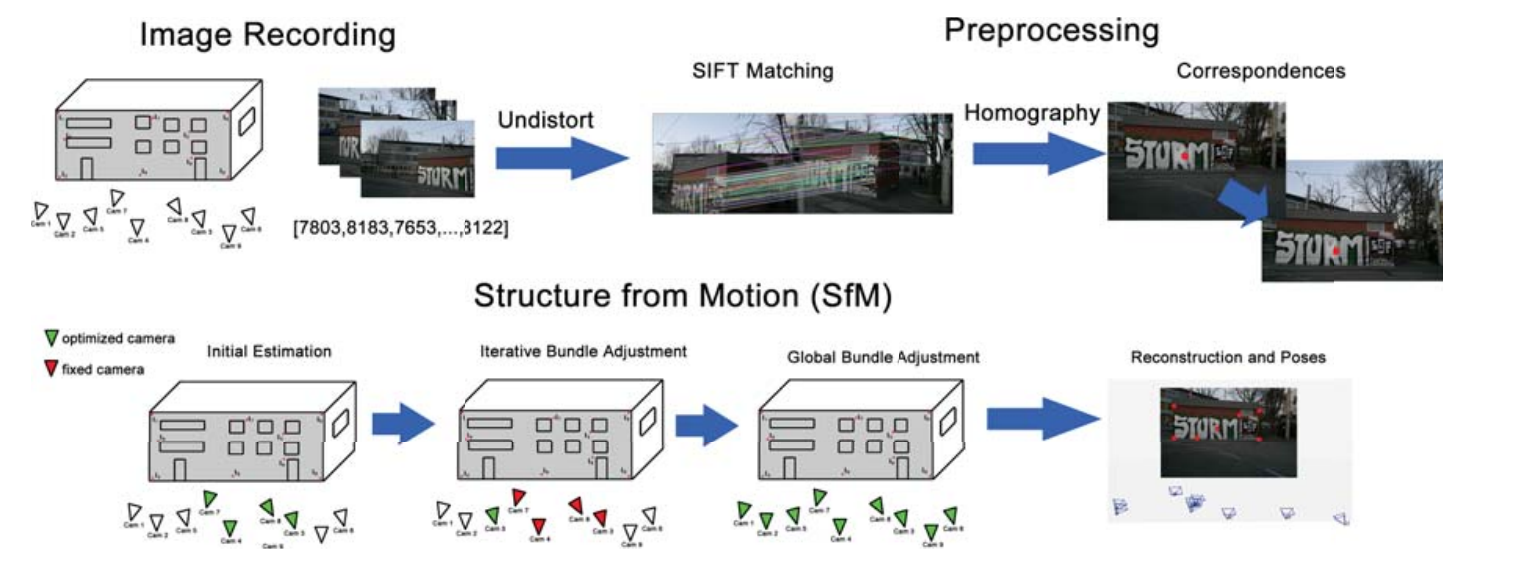 Image Recording
Preprocessing
SIFT Matching
Correspondences
Undistort
Homography
STURM
STURM
STURM
Cam 1
Cam 2
Cam 5
Cam 7
Cam 4
Cam 8
Cam 3
Cam 9
Cam 6
[7803,8183,7653,...,8122]
Structure from Motion (SfM)
optimized camera
fixed camera
Initial Estimation
Iterative Bundle Adjustment
Global Bundle Adjustment
Reconstruction and Poses
STURM
Cam 1
Cam 2
Cam 5
Cam 7
Cam 4
Cam 8
Cam 3
Cam 9
Cam 6
Cam 1
Cam 2
Cam 5
Cam 7
Cam 4
Cam 8
Cam 3
Cam 9
Cam 6
Cam 1
Cam 2
Cam 5
Cam 7
Cam 4
Cam 8
Cam 3
Cam 9
Cam 6